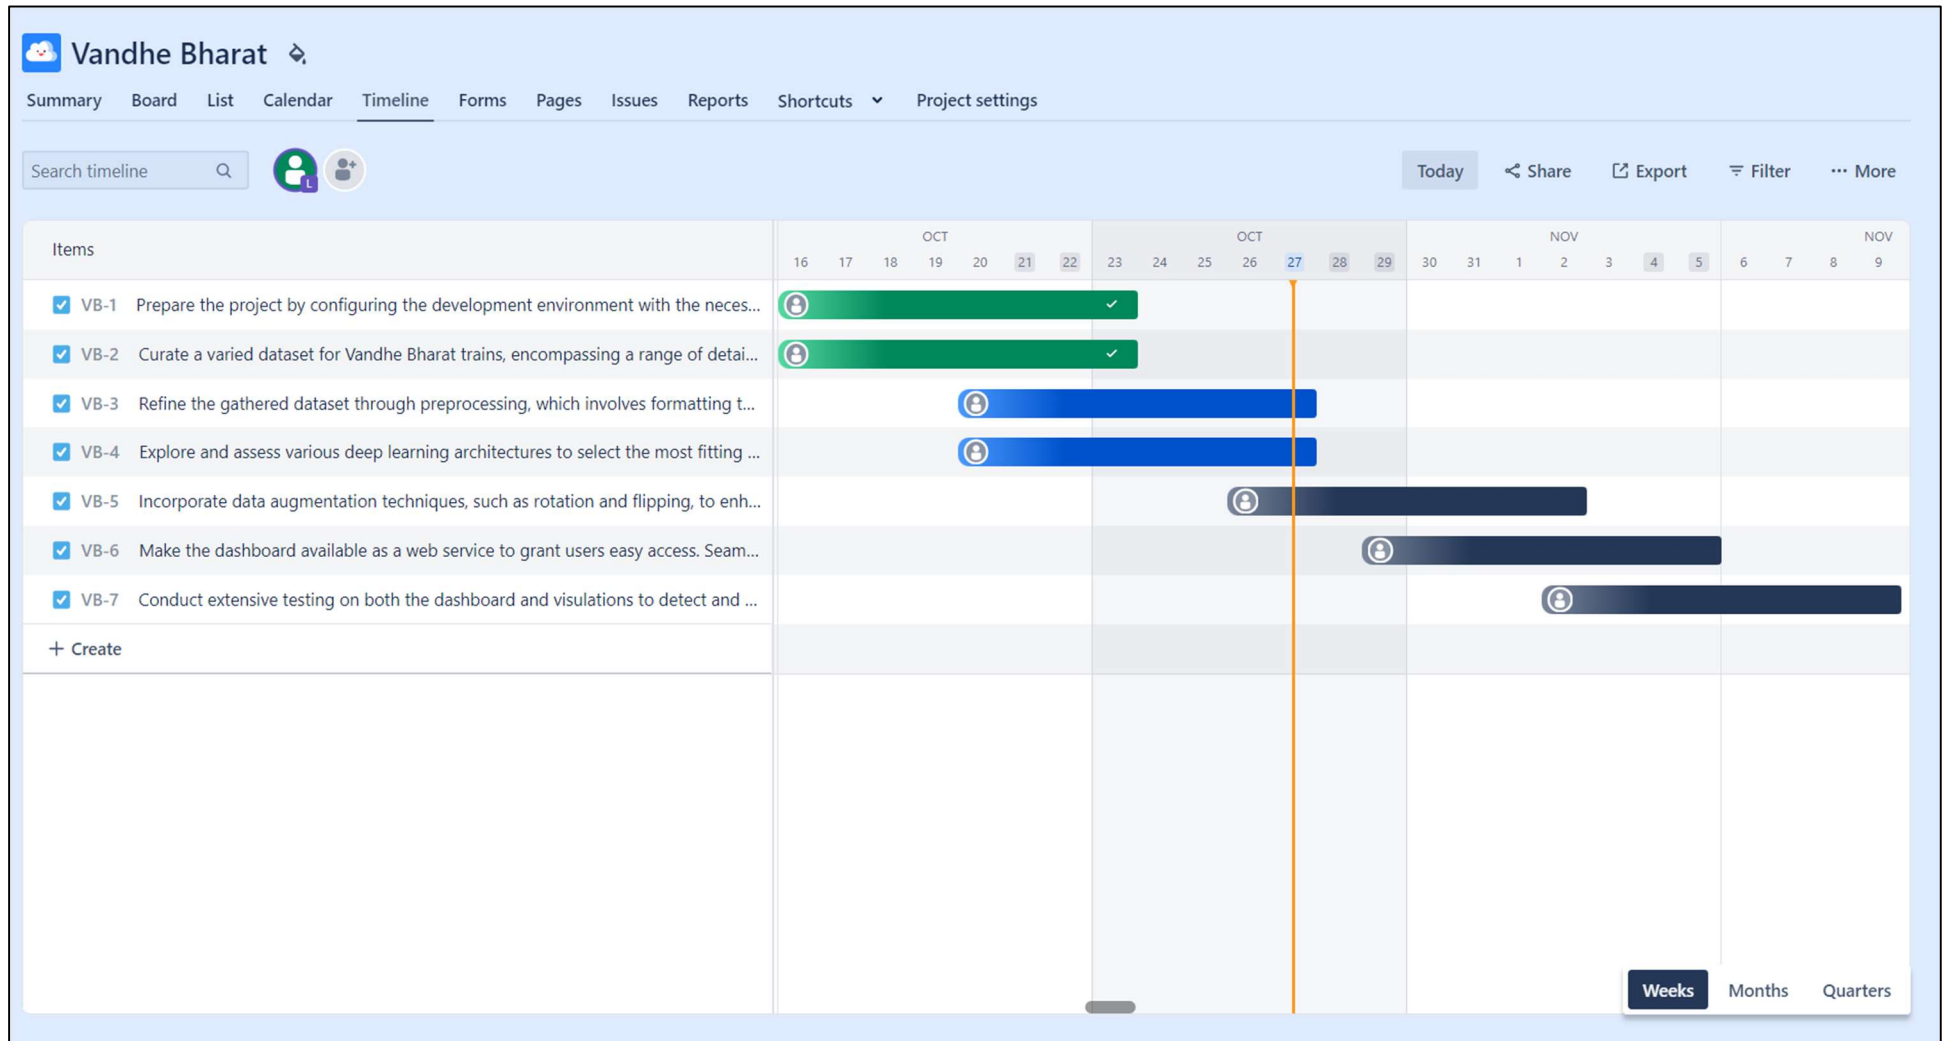 Vandhe Bharat
Summary Board List Calendar Timeline Forms Pages Issues Reports Shortcuts Project settings
Search timeline L Today Share Export Filter ... More
Items
OCT OCT NOV NOV
16 17 18 19 20 21 22 23 24 25 26 27 28 29 30 31 1 2 3 4 5 6 7 8 9
VB-1 Prepare the project by configuring the development environment with the neces...
VB-2 Curate a varied dataset for Vandhe Bharat trains, encompassing a range of detai...
VB-3 Refine the gathered dataset through preprocessing, which involves formatting t...
VB-4 Explore and assess various deep learning architectures to select the most fitting ...
VB-5 Incorporate data augmentation techniques, such as rotation and flipping, to enh...
VB-6 Make the dashboard available as a web service to grant users easy access. Seam...
VB-7 Conduct extensive testing on both the dashboard and visulations to detect and ...
+ Create
Weeks Months Quarters